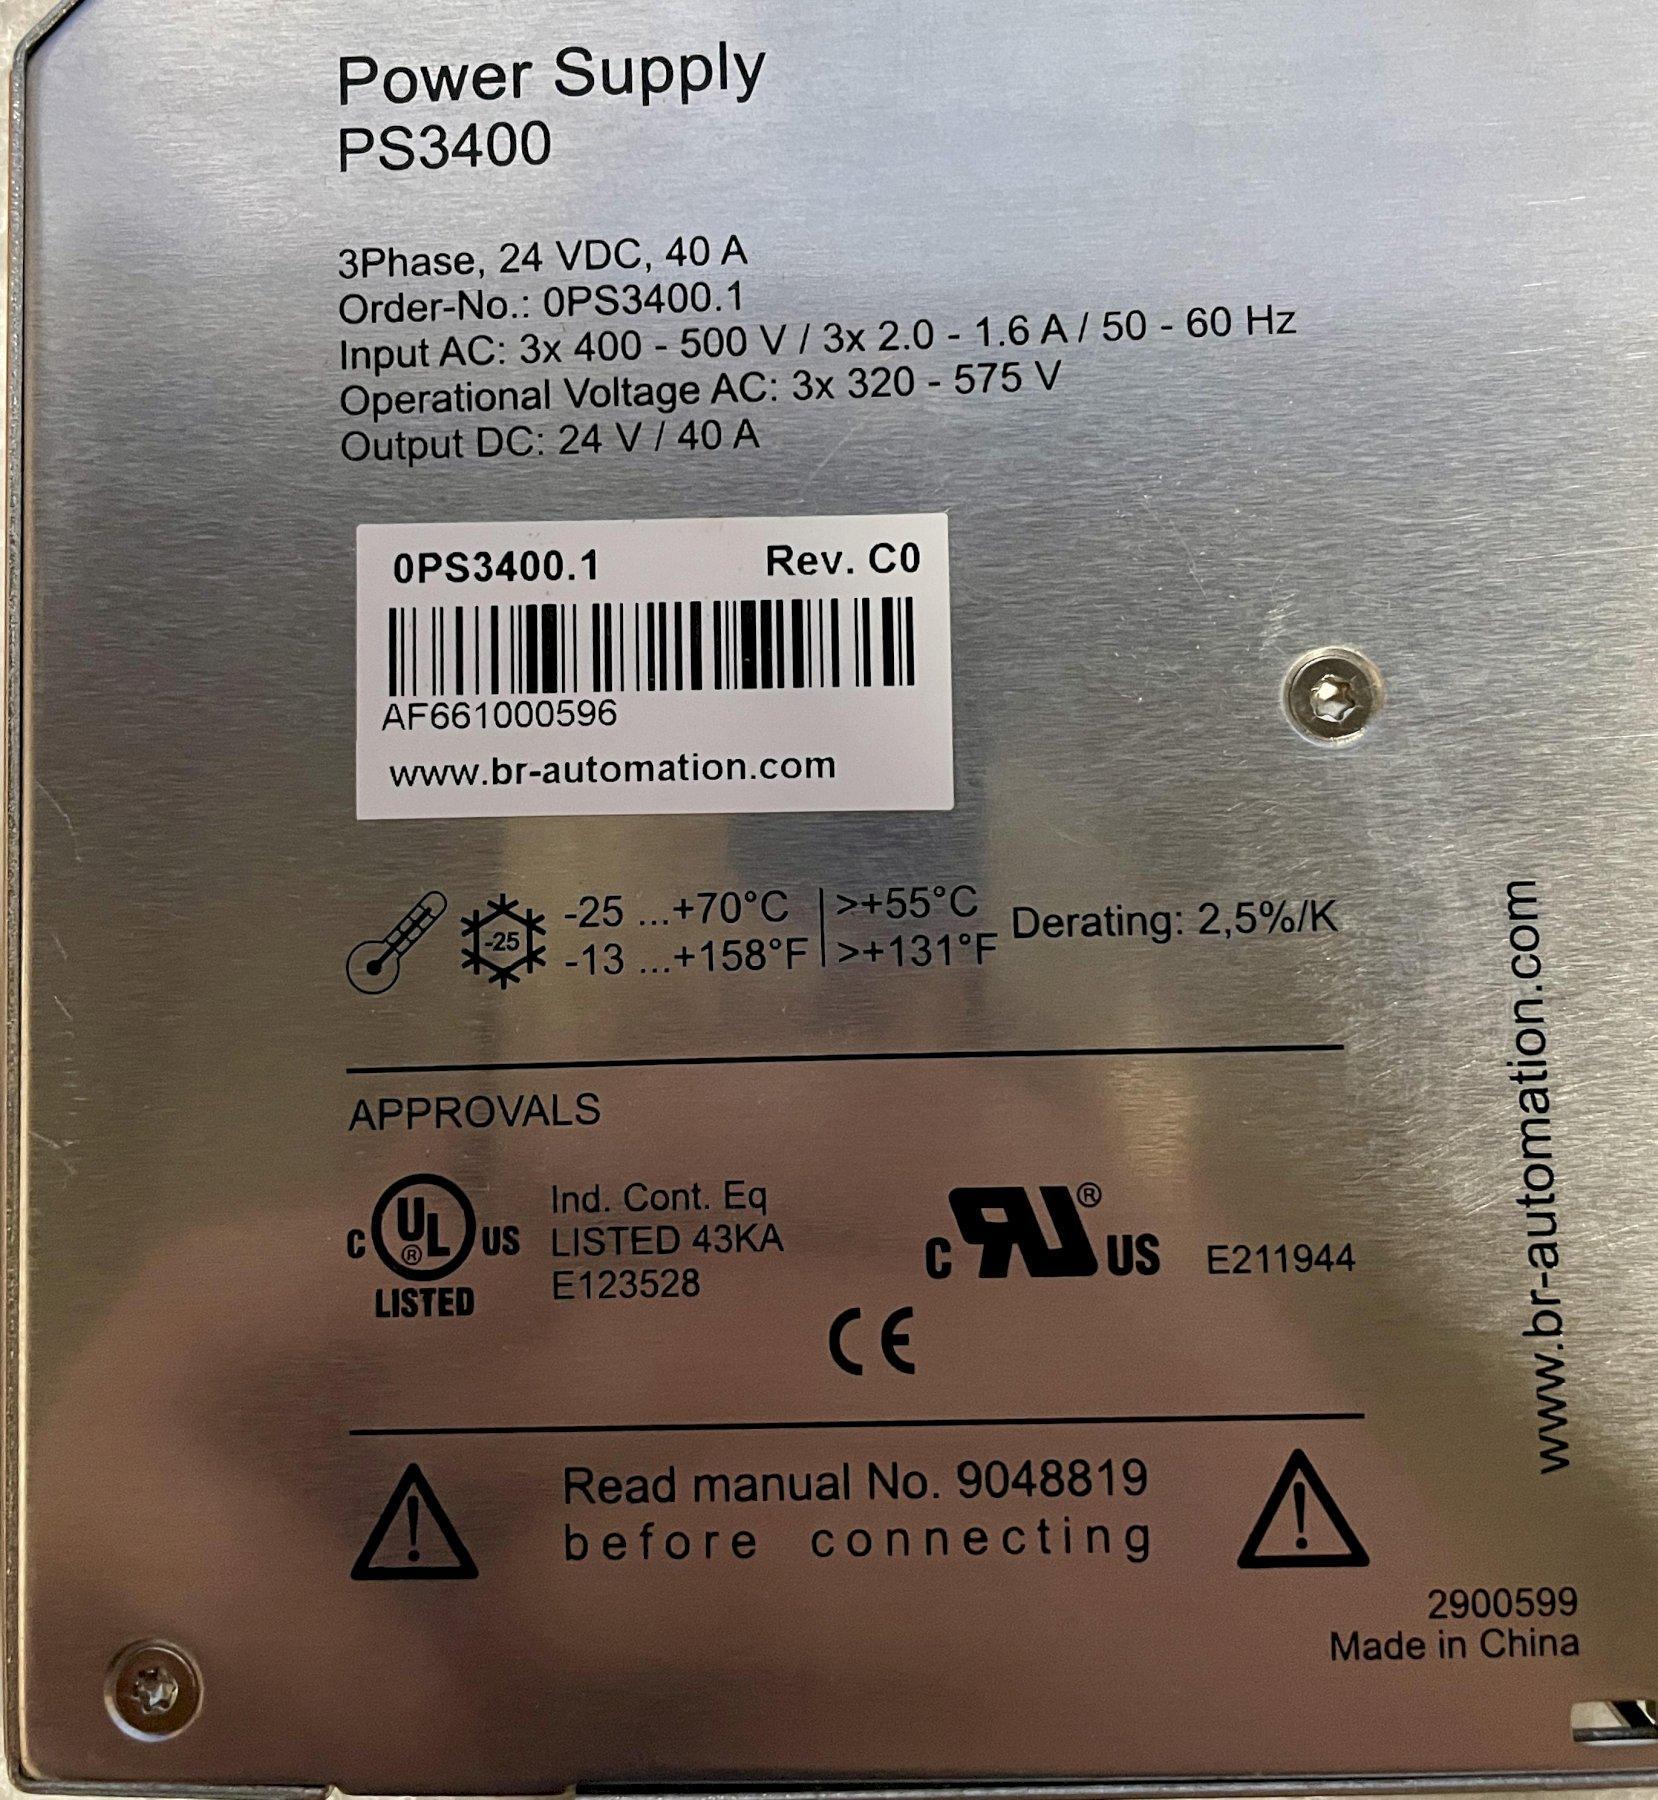 Power Supply
PS3400
3Phase, 24 VDC, 40 A
Order-No.: 0PS3400.1
Input AC: 3x 400 - 500 V / 3x 2.0 - 1.6 A / 50 - 60 Hz
Operational Voltage AC: 3x 320 - 575 V
Output DC: 24 V / 40 A
0PS3400.1 Rev. C0
AF661000596
www.br-automation.com
-25 ...+70°C >+55°C
-25
-13 ...+158°F >+131°F
Derating: 2,5%/K
www.br-automation.com
APPROVALS
C UL ® US
LISTED
Ind. Cont. Eq
LISTED 43KA
E123528
C RU ® US E211944
CE
Read manual No. 9048819
before connecting
2900599
Made in China